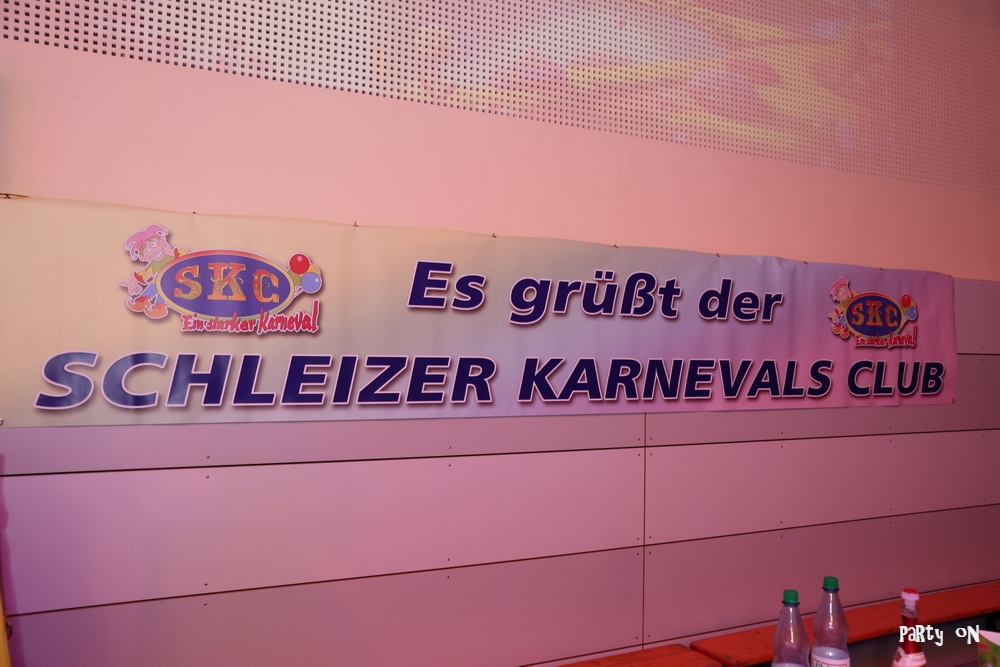 Es grüßt der
SCHLEIZER KARNEVALS CLUB
SKC
Ein starker Karneval
SKC
Ein starker Karneval
PaRty oN